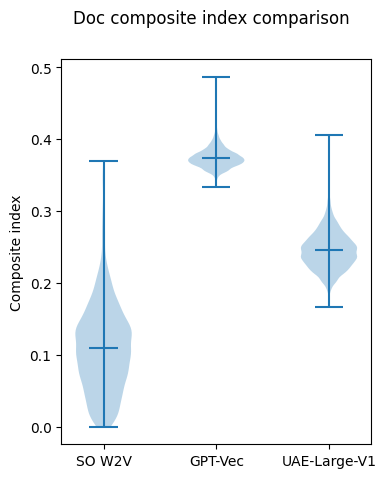 Doc composite index comparison
0.5
0.4
0.3
0.2
0.1
0.0
Composite index
SO W2V
GPT-Vec
UAE-Large-V1